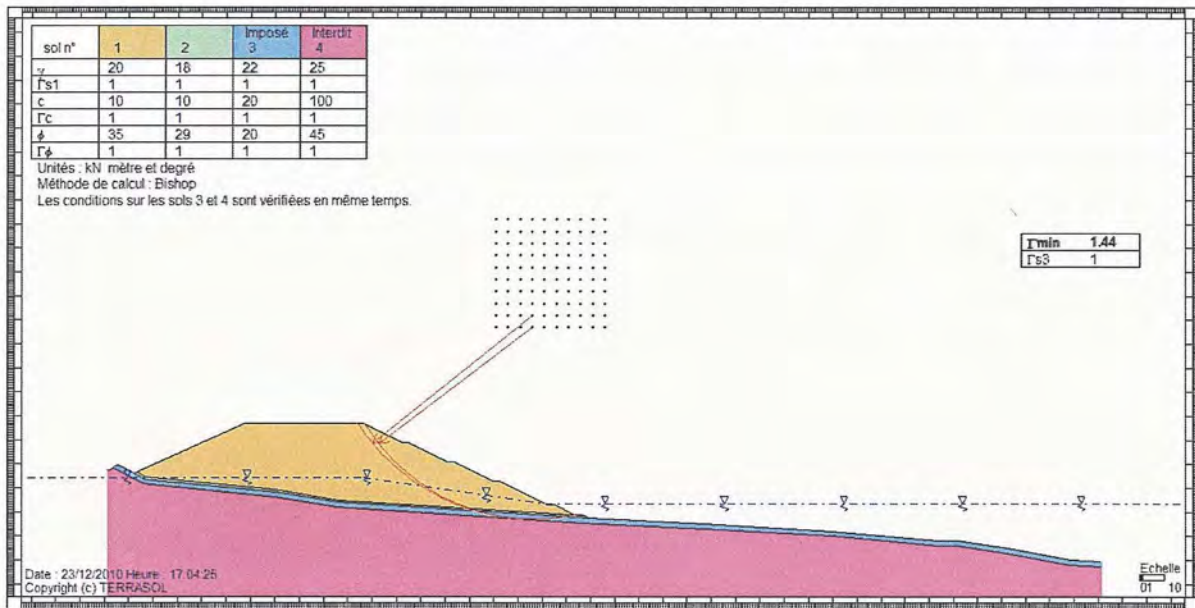 sol n° 1 2 Imposé 3 Interdit 4
γ 20 18 22 25
Γs1 1 1 1 1
c 10 10 20 100
Γc 1 1 1 1
ϕ 35 29 20 45
Γϕ 1 1 1 1
Unités : kN mètre et degré
Méthode de calcul : Bishop
Les conditions sur les sols 3 et 4 sont vérifiées en même temps.
Γmin 1.44
Γs3 1
Date : 23/12/2010 Heure : 17:04:25
Copyright (c) TERRASOL
Echelle
01 10